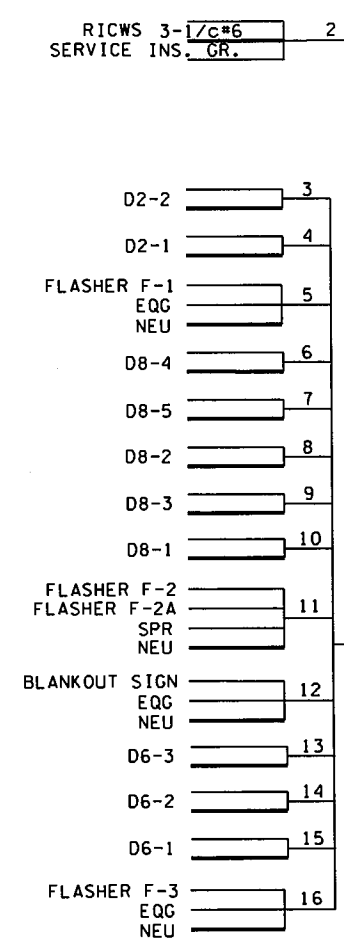 RICWS 3-1/c#6 2
SERVICE INS. GR.
D2-2 3
D2-1 4
FLASHER F-1
EQG 5
NEU
D8-4 6
D8-5 7
D8-2 8
D8-3 9
D8-1 10
FLASHER F-2
FLASHER F-2A 11
SPR
NEU
BLANKOUT SIGN 12
EQG
NEU
D6-3 13
D6-2 14
D6-1 15
FLASHER F-3 16
EQG
NEU